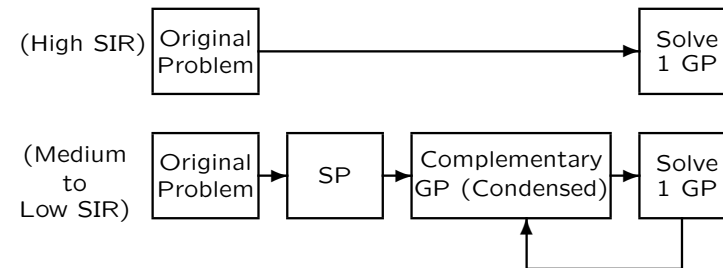 (High SIR)
Original
Problem
Solve
1 GP
(Medium
to
Low SIR)
Original
Problem
SP
Complementary
GP (Condensed)
Solve
1 GP